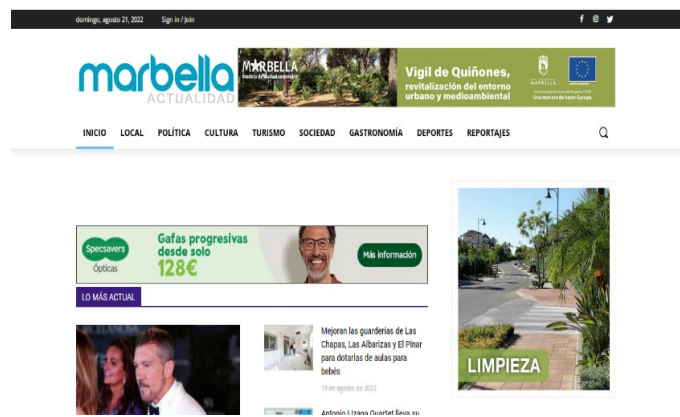 domingo, agosto 21, 2022 Sign in / Join
marbella
ACTUALIDAD
MARBELLA
Vigil de Quiñones,
revitalización del entorno
urbano y medioambiental
MARBELLA
Una manera de hacer Europa
INICIO LOCAL POLÍTICA CULTURA TURISMO SOCIEDAD GASTRONOMÍA DEPORTES REPORTAJES
Specsavers
Ópticas
Gafas progresivas
desde solo
128€
Más información
LO MÁS ACTUAL
Mejoran las guarderías de Las
Chapas, Las Albarizas y El Pinar
para dotarlas de aulas para
bebés
19 de agosto de 2022
Antonio Lizana Quartet lleva su
LIMPIEZA